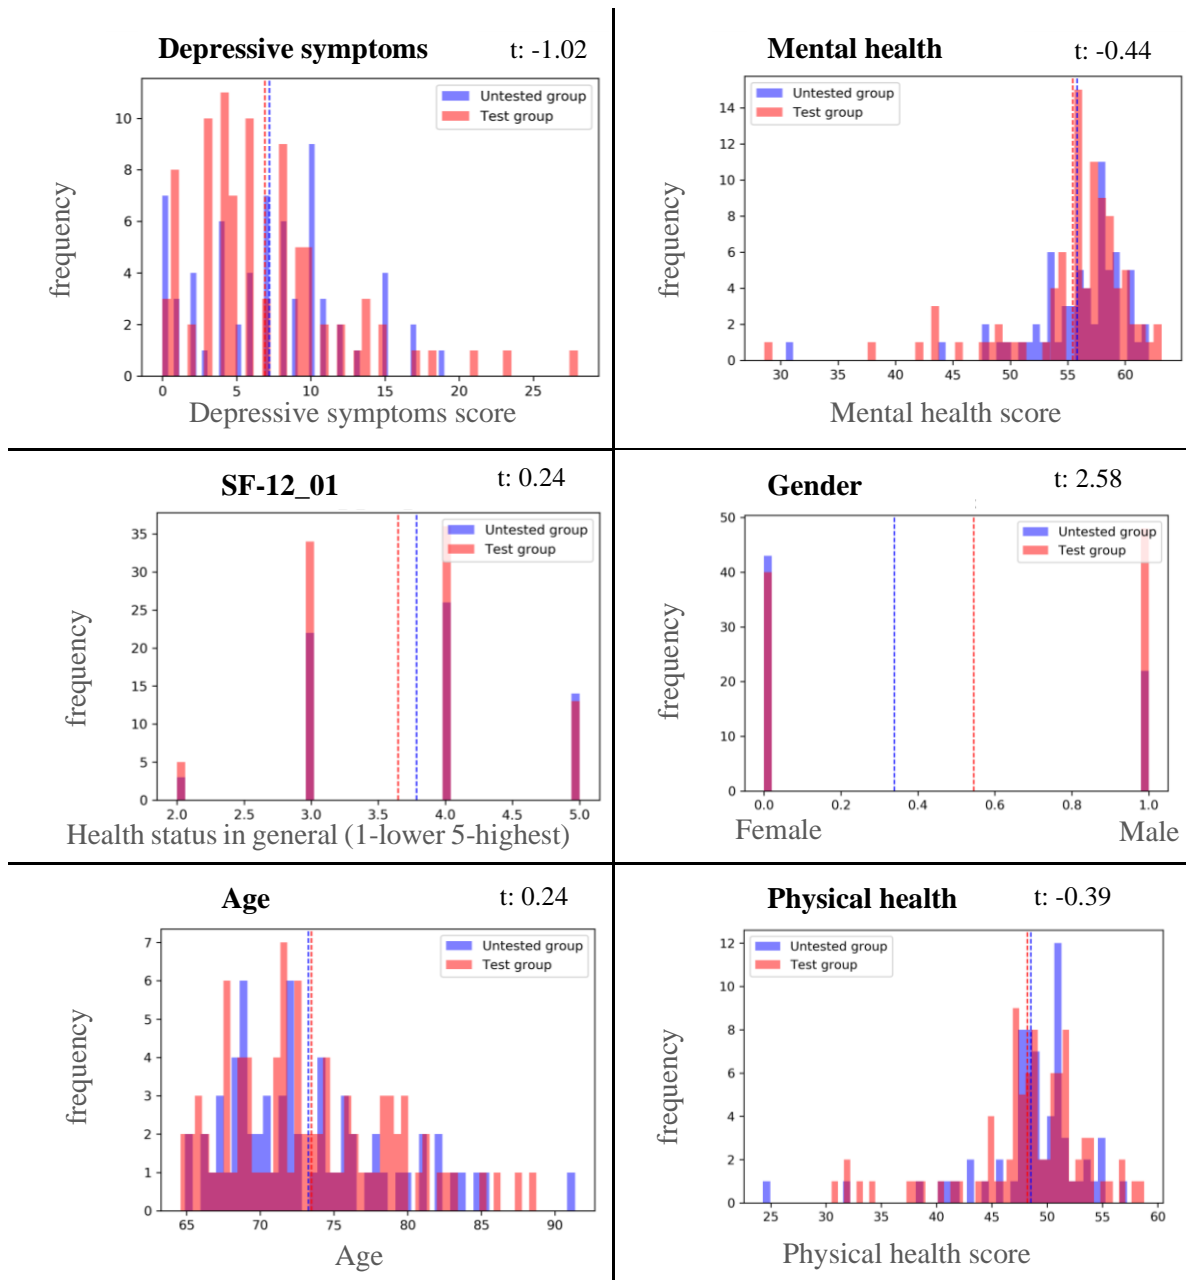 Depressive symptoms t: -1.02
Untested group
Test group
frequency
10
8
6
4
2
0
0 5 10 15 20 25
Depressive symptoms score
Mental health t: -0.44
Untested group
Test group
frequency
14
12
10
8
6
4
2
0
30 35 40 45 50 55 60
Mental health score
SF-12_01 t: 0.24
Untested group
Test group
frequency
35
30
25
20
15
10
5
0
2.0 2.5 3.0 3.5 4.0 4.5 5.0
Health status in general (1-lower 5-highest)
Gender t: 2.58
Untested group
Test group
frequency
50
40
30
20
10
0
0.0 0.2 0.4 0.6 0.8 1.0
Female Male
Age t: 0.24
Untested group
Test group
frequency
7
6
5
4
3
2
1
0
65 70 75 80 85 90
Age
Physical health t: -0.39
Untested group
Test group
frequency
12
10
8
6
4
2
0
25 30 35 40 45 50 55 60
Physical health score